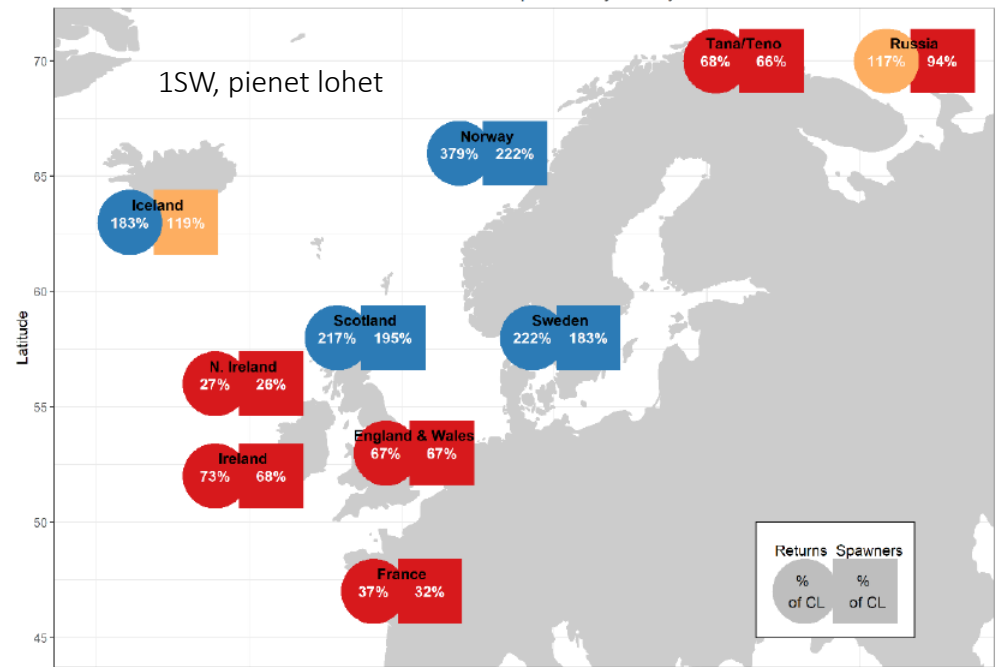 1SW, pienet lohet
Tana/Teno
68% 66%
Russia
117% 94%
Norway
379% 222%
Iceland
183% 119%
Scotland
217% 195%
Sweden
222% 183%
N. Ireland
27% 26%
England & Wales
67% 67%
Ireland
73% 68%
France
37% 32%
Returns Spawners
% %
of CL of CL
Latitude
70
65
60
55
50
45